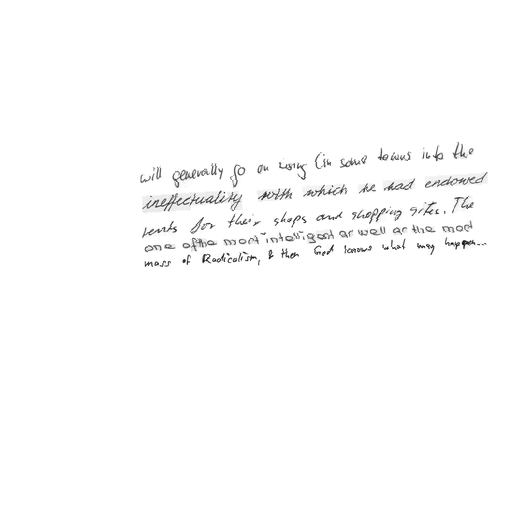 will generally go on using (in some towns into the
ineffectuality with which he had endowed
rents for their shops and shopping sites. The
one of the most intelligent as well as the most
mass of Radicalism, & then God knows what may happen...